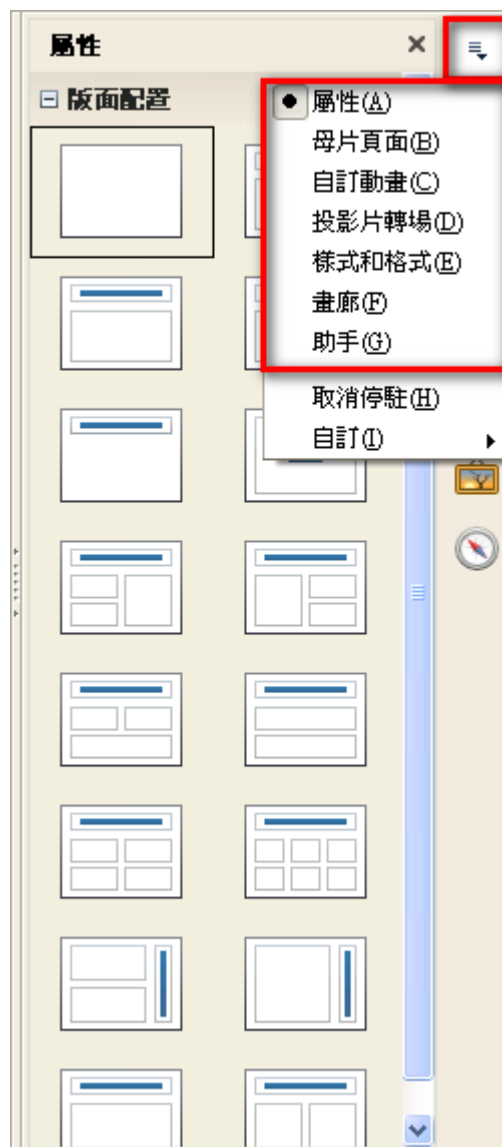 屬性
版面配置
屬性(A)
母片頁面(B)
自訂動畫(C)
投影片轉場(D)
樣式和格式(E)
畫廊(F)
助手(G)
取消停駐(H)
自訂(I)